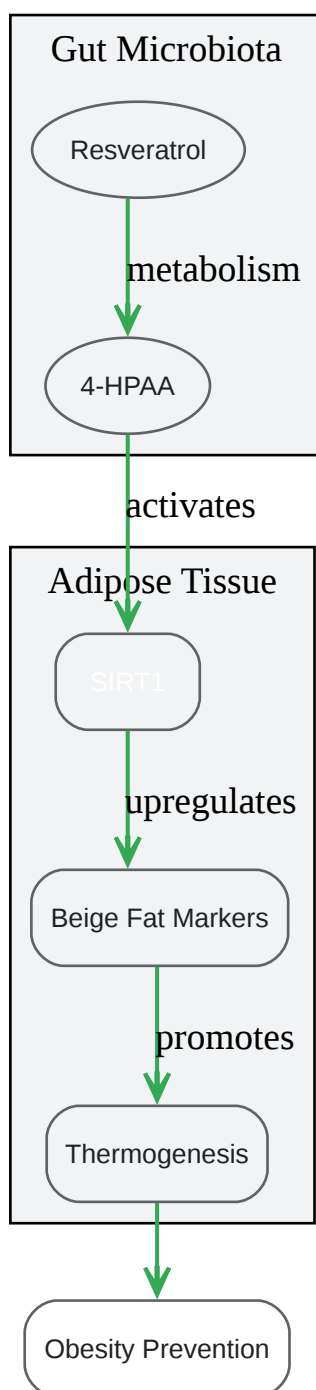 Gut Microbiota
Resveratrol
metabolism
4-HPAA
activates
Adipose Tissue
SIRT1
upregulates
Beige Fat Markers
promotes
Thermogenesis
Obesity Prevention